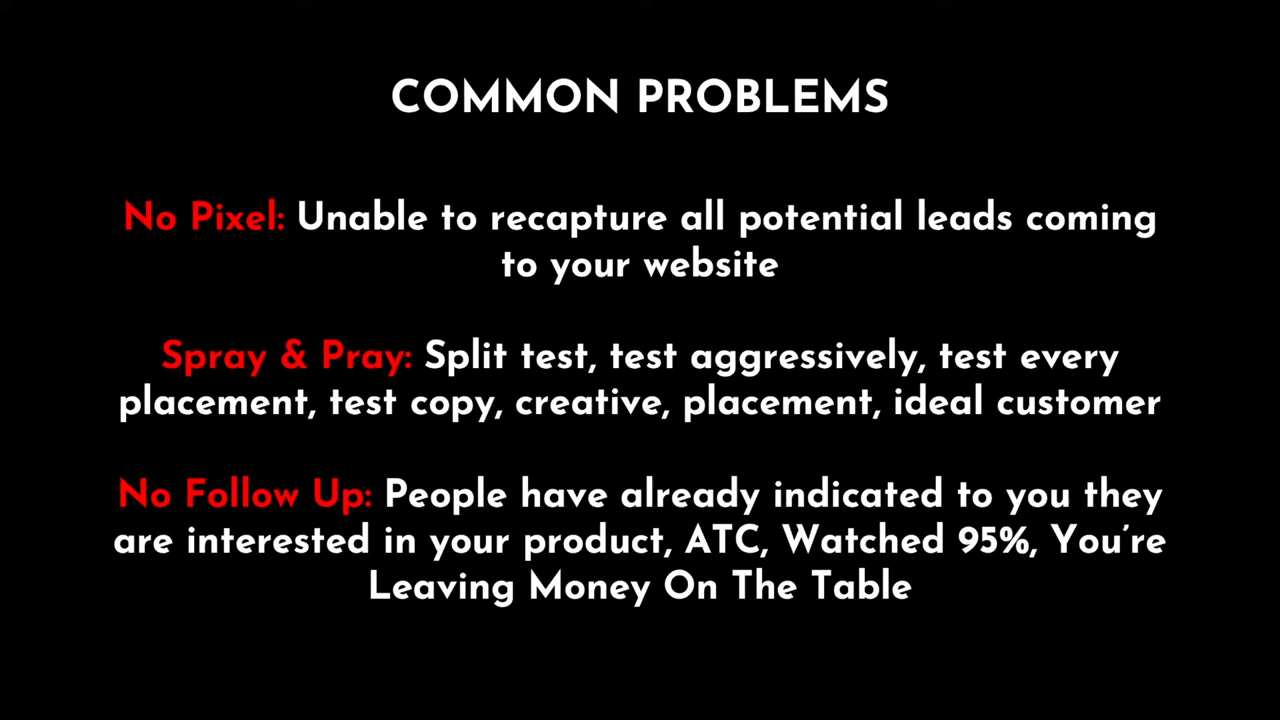 COMMON PROBLEMS
No Pixel: Unable to recapture all potential leads coming
to your website
Spray & Pray: Split test, test aggressively, test every
placement, test copy, creative, placement, ideal customer
No Follow Up: People have already indicated to you they
are interested in your product, ATC, Watched 95%, You’re
Leaving Money On The Table